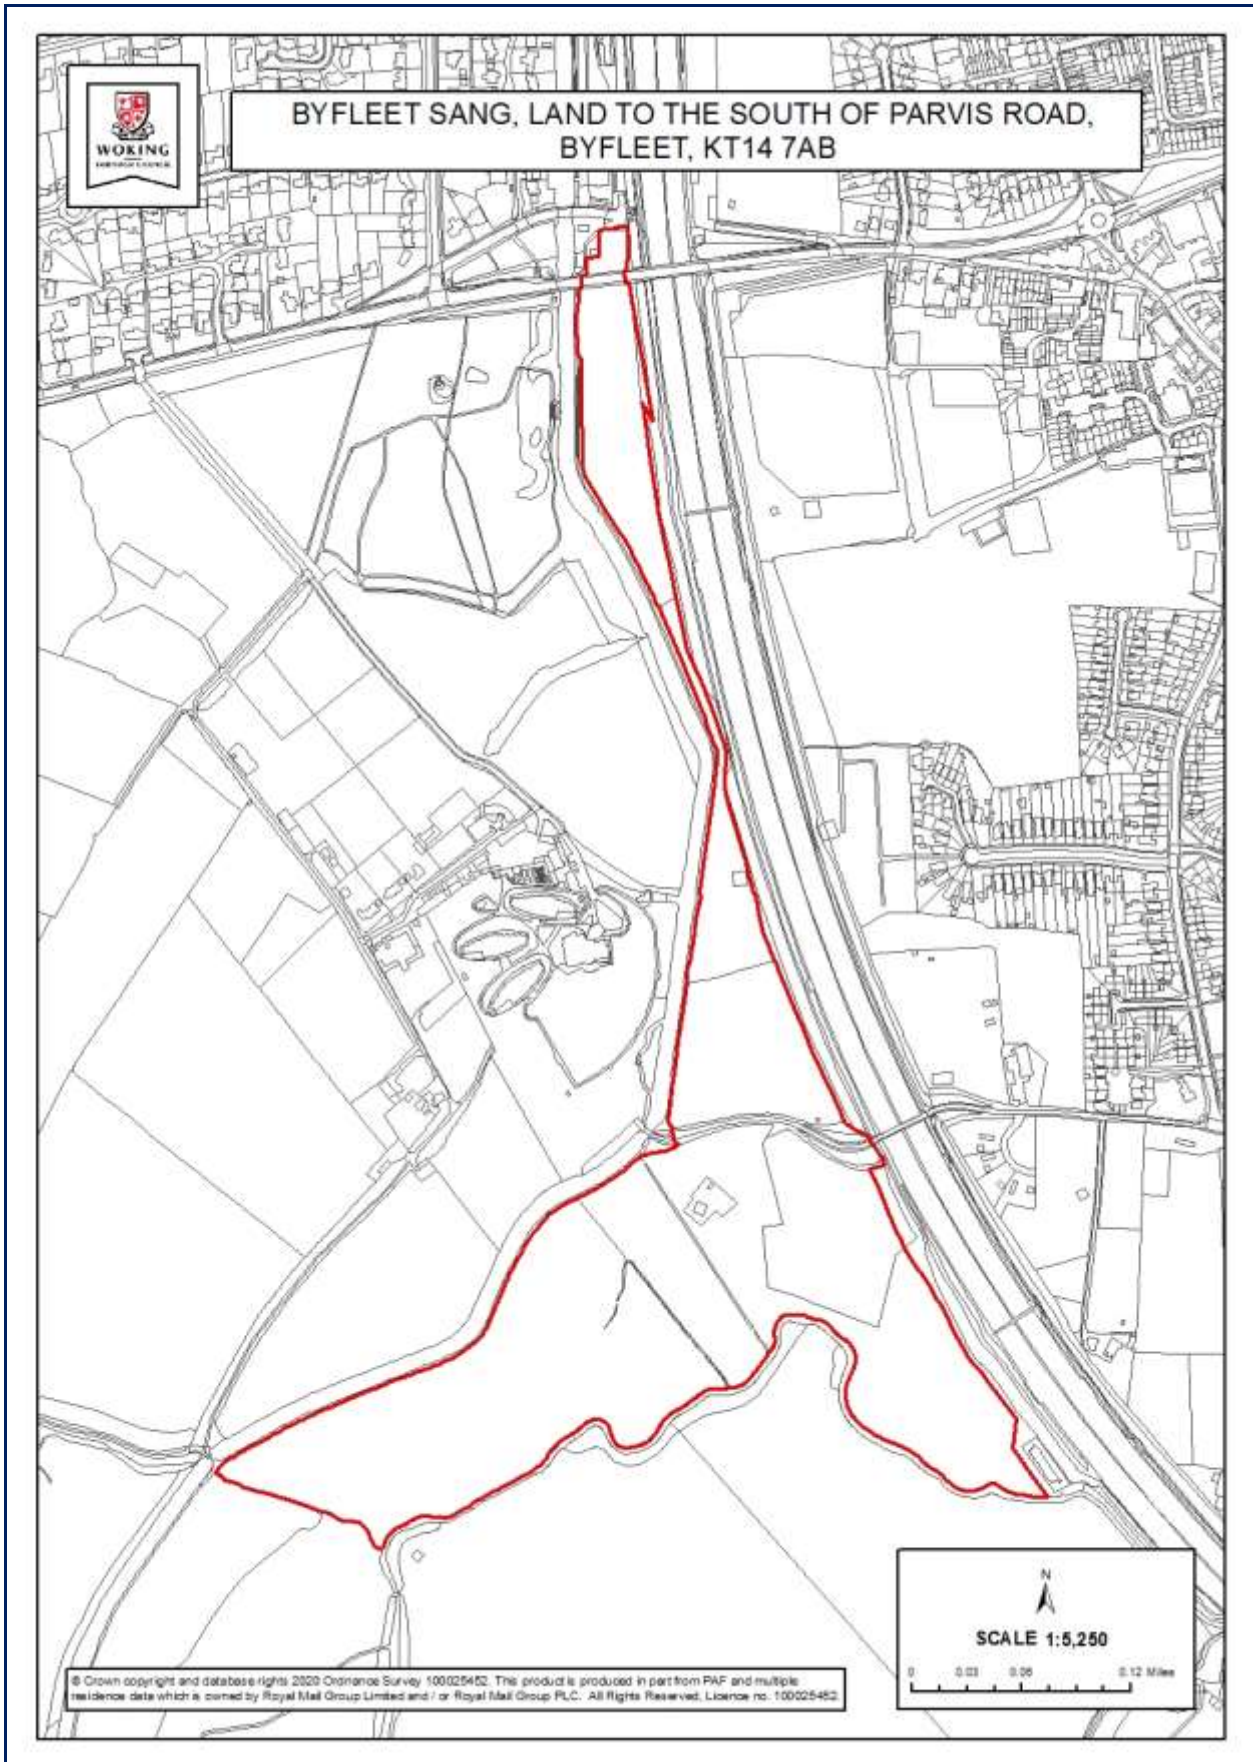 WOKING
BOROUGH COUNCIL
BYFLEET SANG, LAND TO THE SOUTH OF PARVIS ROAD,
BYFLEET, KT14 7AB
N
SCALE 1:5,250
0 0.03 0.06 0.12 Miles
© Crown copyright and database rights 2020 Ordnance Survey 100025452. This product is produced in part from PAF and multiple
residence data which is owned by Royal Mail Group Limited and / or Royal Mail Group PLC. All Rights Reserved, Licence no. 100025452.